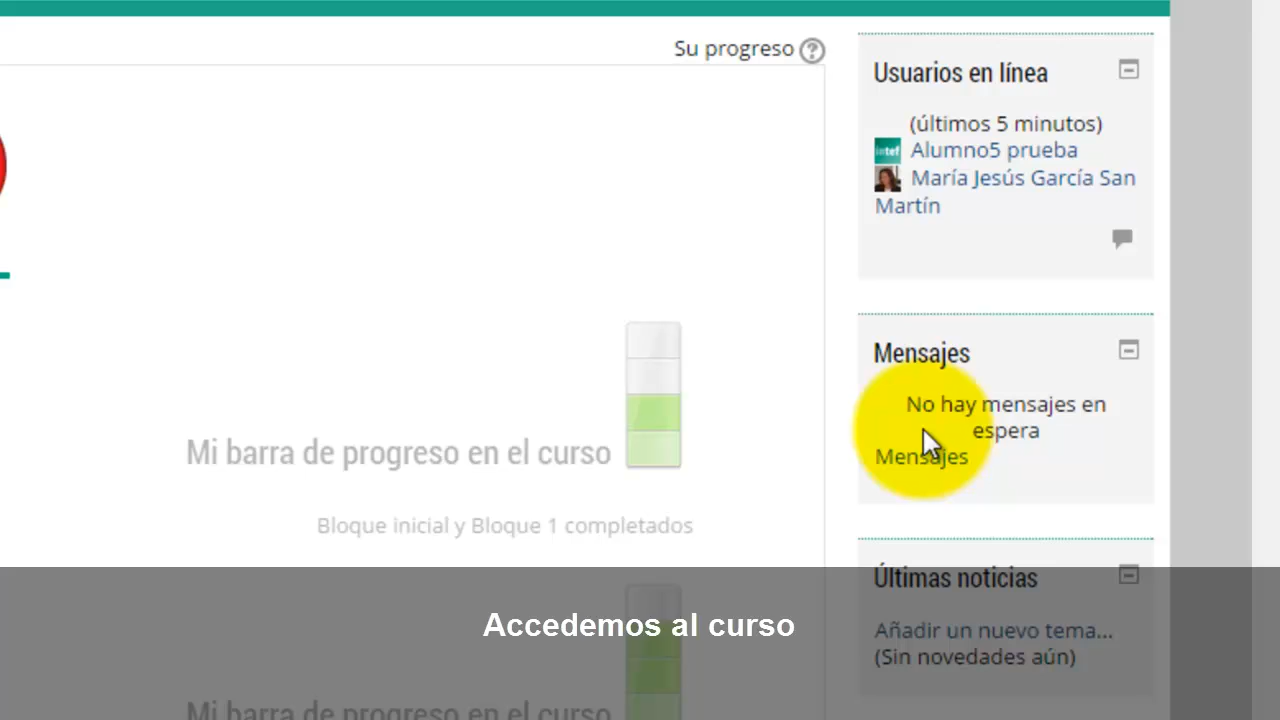 Su progreso
Usuarios en línea
(últimos 5 minutos)
intef
Alumno5 prueba
María Jesús García San
Martín
Mensajes
No hay mensajes en
espera
Mensajes
Mi barra de progreso en el curso
Bloque inicial y Bloque 1 completados
Últimas noticias
Añadir un nuevo tema...
(Sin novedades aún)
Accedemos al curso
Mi barra de progreso en el curso